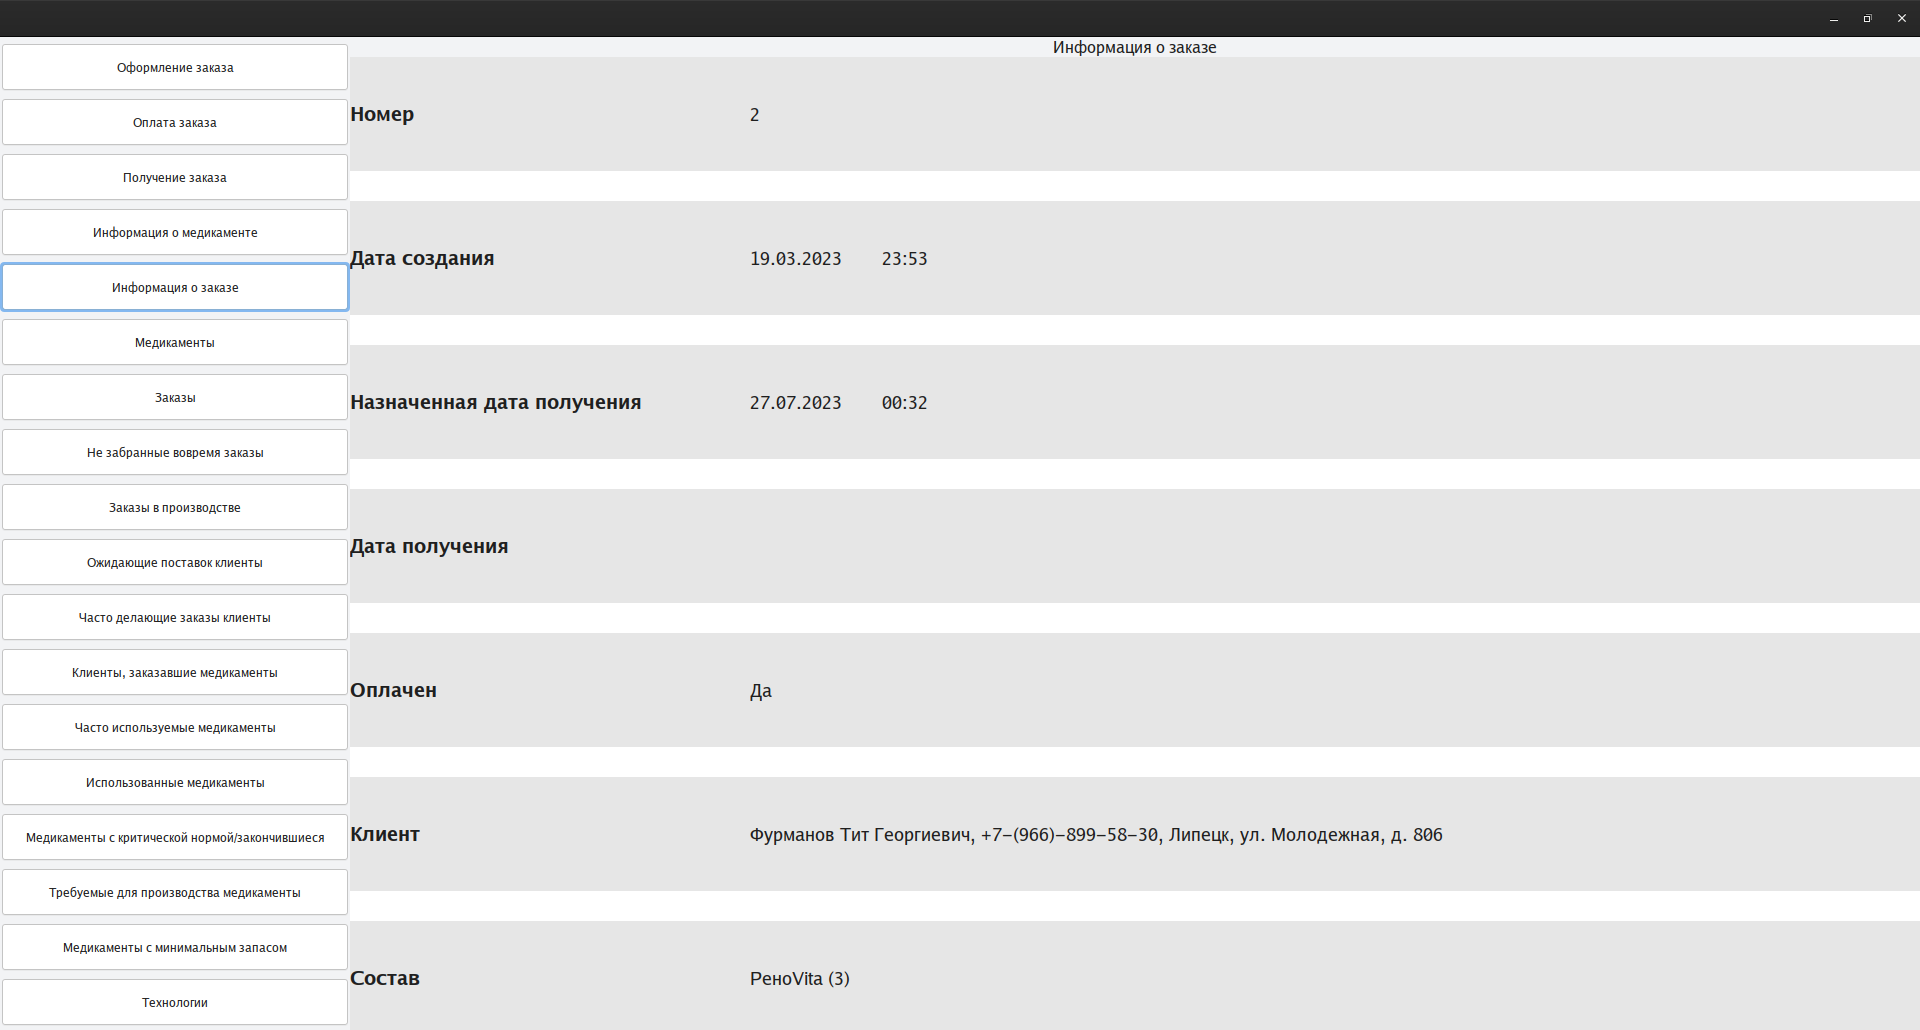 Информация о заказе
Оформление заказа
Оплата заказа
Получение заказа
Информация о медикаменте
Информация о заказе
Медикаменты
Заказы
Не забранные вовремя заказы
Заказы в производстве
Ожидающие поставок клиенты
Часто делающие заказы клиенты
Клиенты, заказавшие медикаменты
Часто используемые медикаменты
Использованные медикаменты
Медикаменты с критической нормой/закончившиеся
Требуемые для производства медикаменты
Медикаменты с минимальным запасом
Технологии
Номер 2
Дата создания 19.03.2023 23:53
Назначенная дата получения 27.07.2023 00:32
Дата получения
Оплачен Да
Клиент Фурманов Тит Георгиевич, +7-(966)-899-58-30, Липецк, ул. Молодежная, д. 806
Состав РеноVita (3)